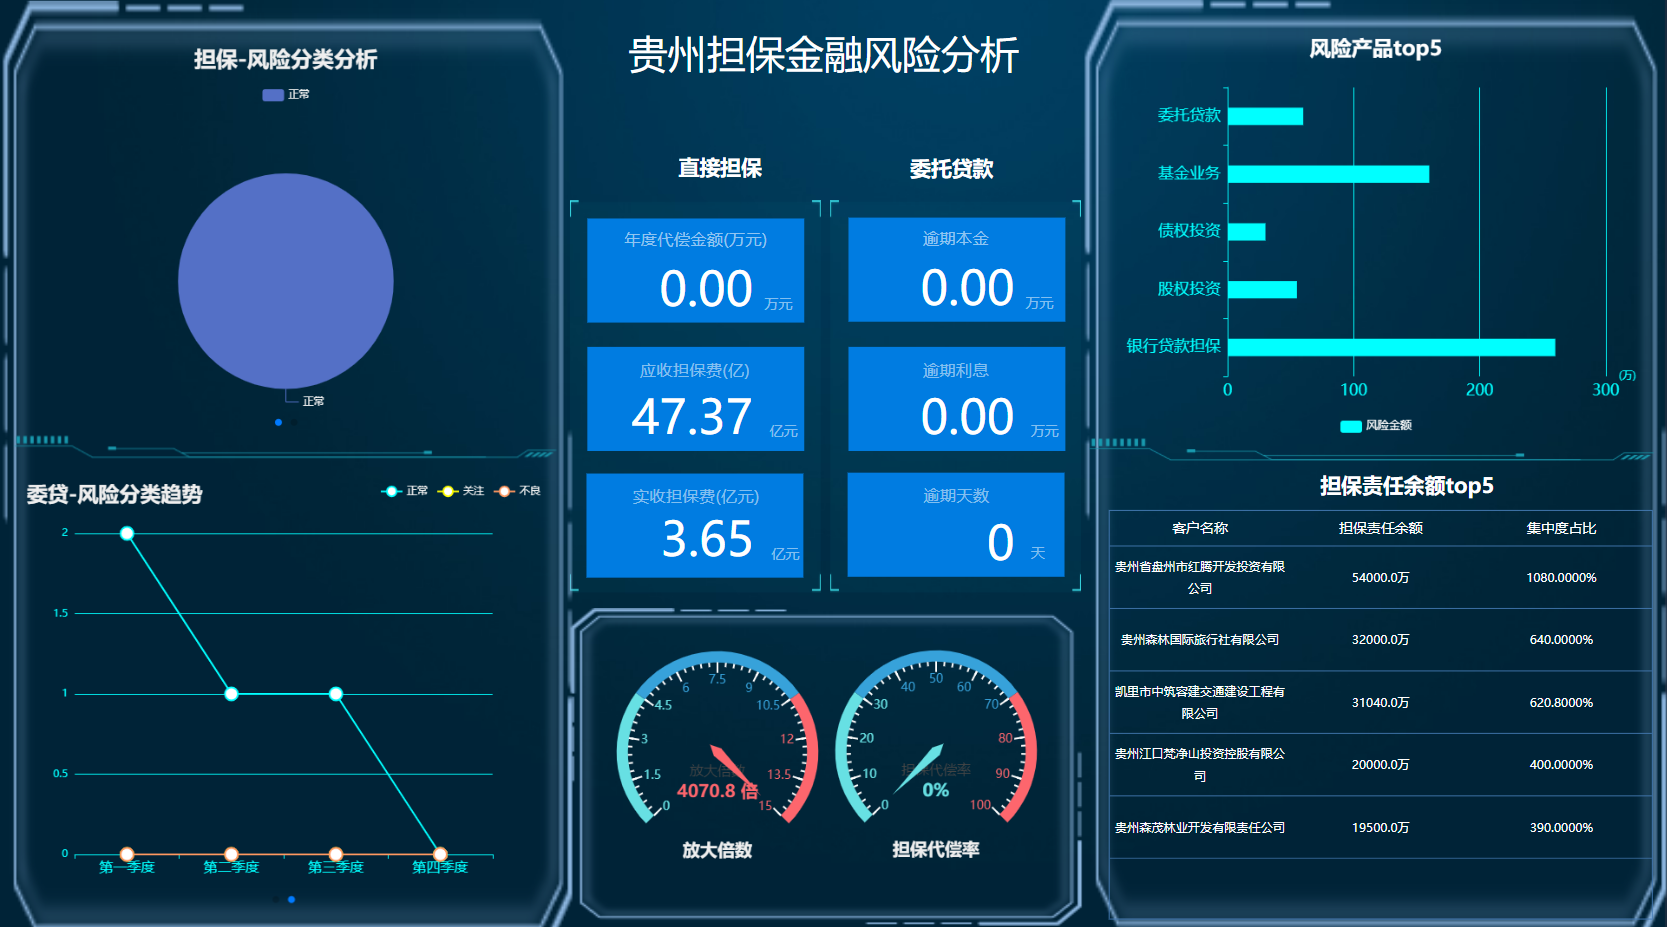 贵州担保金融风险分析
担保-风险分类分析
正常
正常
委贷-风险分类趋势
正常 关注 不良
2
1.5
1
0.5
0
第一季度 第二季度 第三季度 第四季度
直接担保
年度代偿金额(万元)
0.00 万元
应收担保费(亿)
47.37 亿元
实收担保费(亿元)
3.65 亿元
委托贷款
逾期本金
0.00 万元
逾期利息
0.00 万元
逾期天数
0 天
0 1.5 3 4.5 6 7.5 9 10.5 12 13.5 15
放大倍数
4070.8 倍
放大倍数
0 10 20 30 40 50 60 70 80 90 100
担保代偿率
0%
担保代偿率
风险产品top5
委托贷款
基金业务
债权投资
股权投资
银行贷款担保
0 100 200 300 (万)
风险金额
担保责任余额top5
客户名称 担保责任余额 集中度占比
贵州省盘州市红腾开发投资有限
公司 54000.0万 1080.0000%
贵州森林国际旅行社有限公司 32000.0万 640.0000%
凯里市中筑容建交通建设工程有
限公司 31040.0万 620.8000%
贵州江口梵净山投资控股有限公
司 20000.0万 400.0000%
贵州森茂林业开发有限责任公司 19500.0万 390.0000%